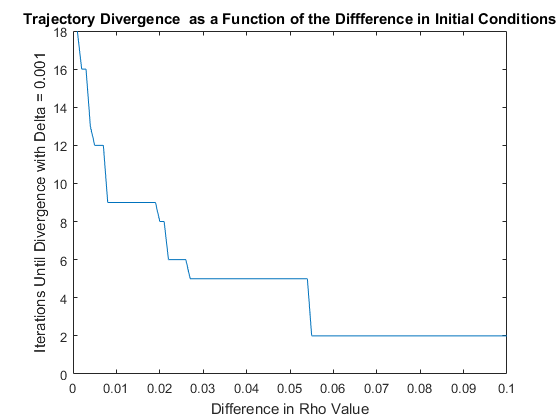 Trajectory Divergence  as a Function of the Diffference in Initial Conditions
Iterations Until Divergence with Delta = 0.001
18
16
14
12
10
8
6
4
2
0
0 0.01 0.02 0.03 0.04 0.05 0.06 0.07 0.08 0.09 0.1
Difference in Rho Value